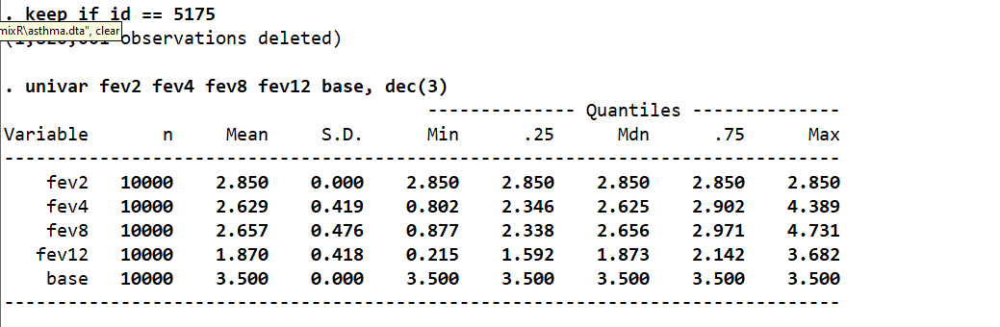 . keep if id == 5175
mixR\asthma.dta", clear
observations deleted)
. univar fev2 fev4 fev8 fev12 base, dec(3)
-------------- Quantiles --------------
Variable n Mean S.D. Min .25 Mdn .75 Max
-------------------------------------------------------------------------------
fev2 10000 2.850 0.000 2.850 2.850 2.850 2.850 2.850
fev4 10000 2.629 0.419 0.802 2.346 2.625 2.902 4.389
fev8 10000 2.657 0.476 0.877 2.338 2.656 2.971 4.731
fev12 10000 1.870 0.418 0.215 1.592 1.873 2.142 3.682
base 10000 3.500 0.000 3.500 3.500 3.500 3.500 3.500
-------------------------------------------------------------------------------